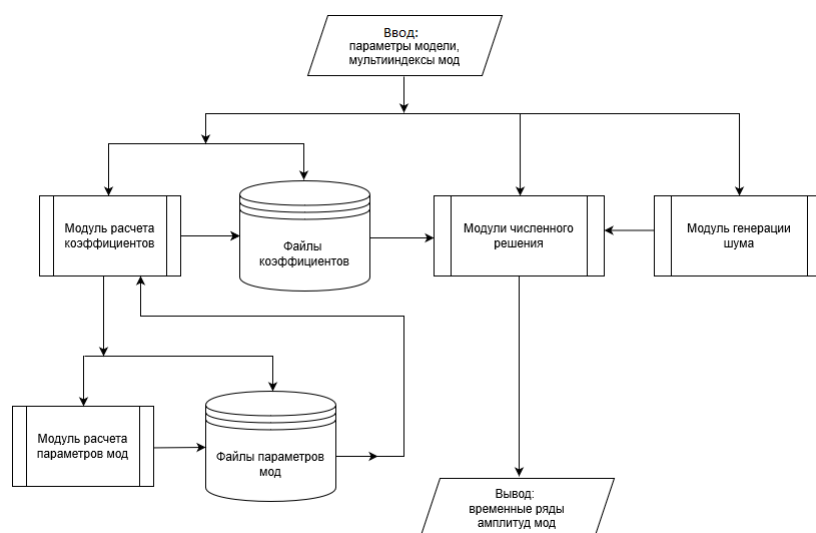 Ввод:
параметры модели,
мультииндексы мод
Модуль расчета
коэффициентов
Файлы
коэффициентов
Модули численного
решения
Модуль генерации
шума
Модуль расчета
параметров мод
Файлы параметров
мод
Вывод:
временные ряды
амплитуд мод